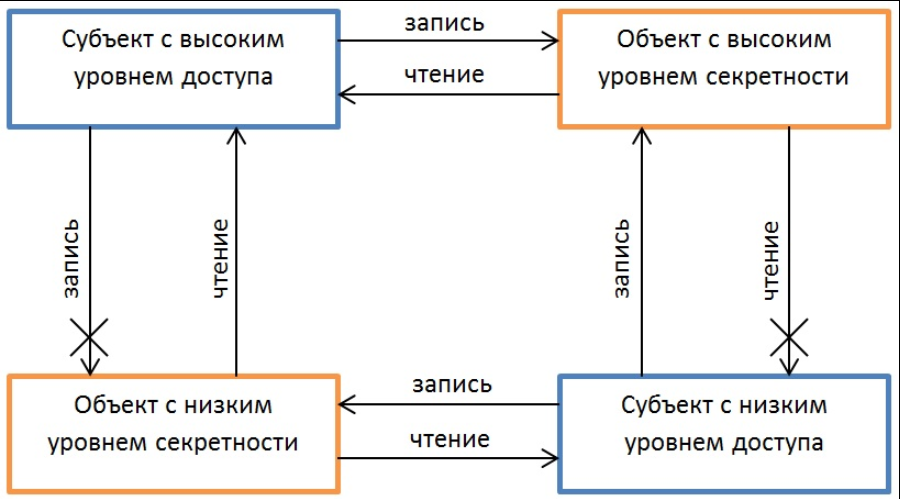 Субъект с высоким
уровнем доступа
запись
чтение
Объект с высоким
уровнем секретности
запись
чтение
запись
чтение
Объект с низким
уровнем секретности
запись
чтение
Субъект с низким
уровнем доступа